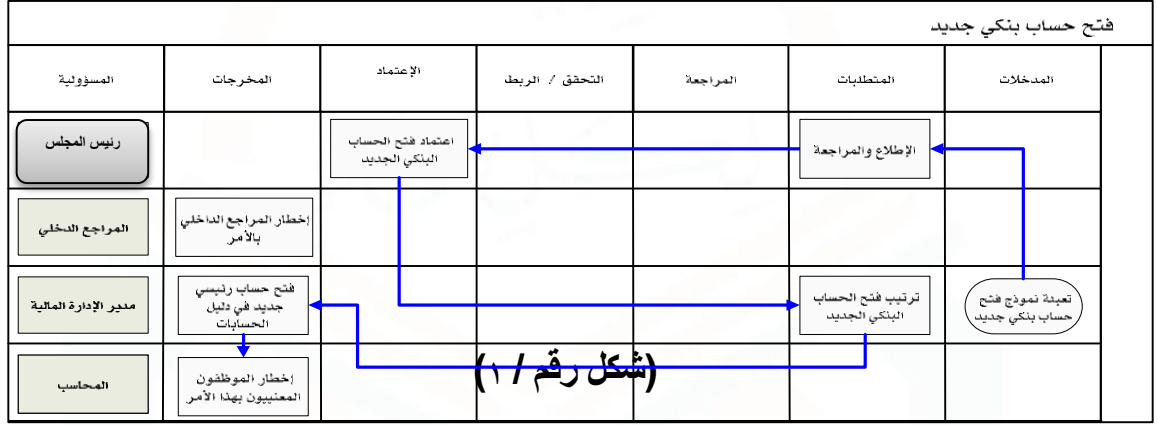 فتح حساب بنكي جديد
المدخلات
المتطلبات
المراجعة
التحقق / الربط
الإعتماد
المخرجات
المسؤولية
الإطلاع والمراجعة
اعتماد فتح الحساب
البنكي الجديد
رئيس المجلس
إخطار المراجع الداخلي
بالأمر
المراجع الدخلي
تعبئة نموذج فتح
حساب بنكي جديد
ترتيب فتح الحساب
البنكي الجديد
فتح حساب رئيسي
جديد في دليل
الحسابات
مدير الإدارة المالية
(شكل رقم / ١)
إخطار الموظفون
المعنييون بهذا الأمر
المحاسب